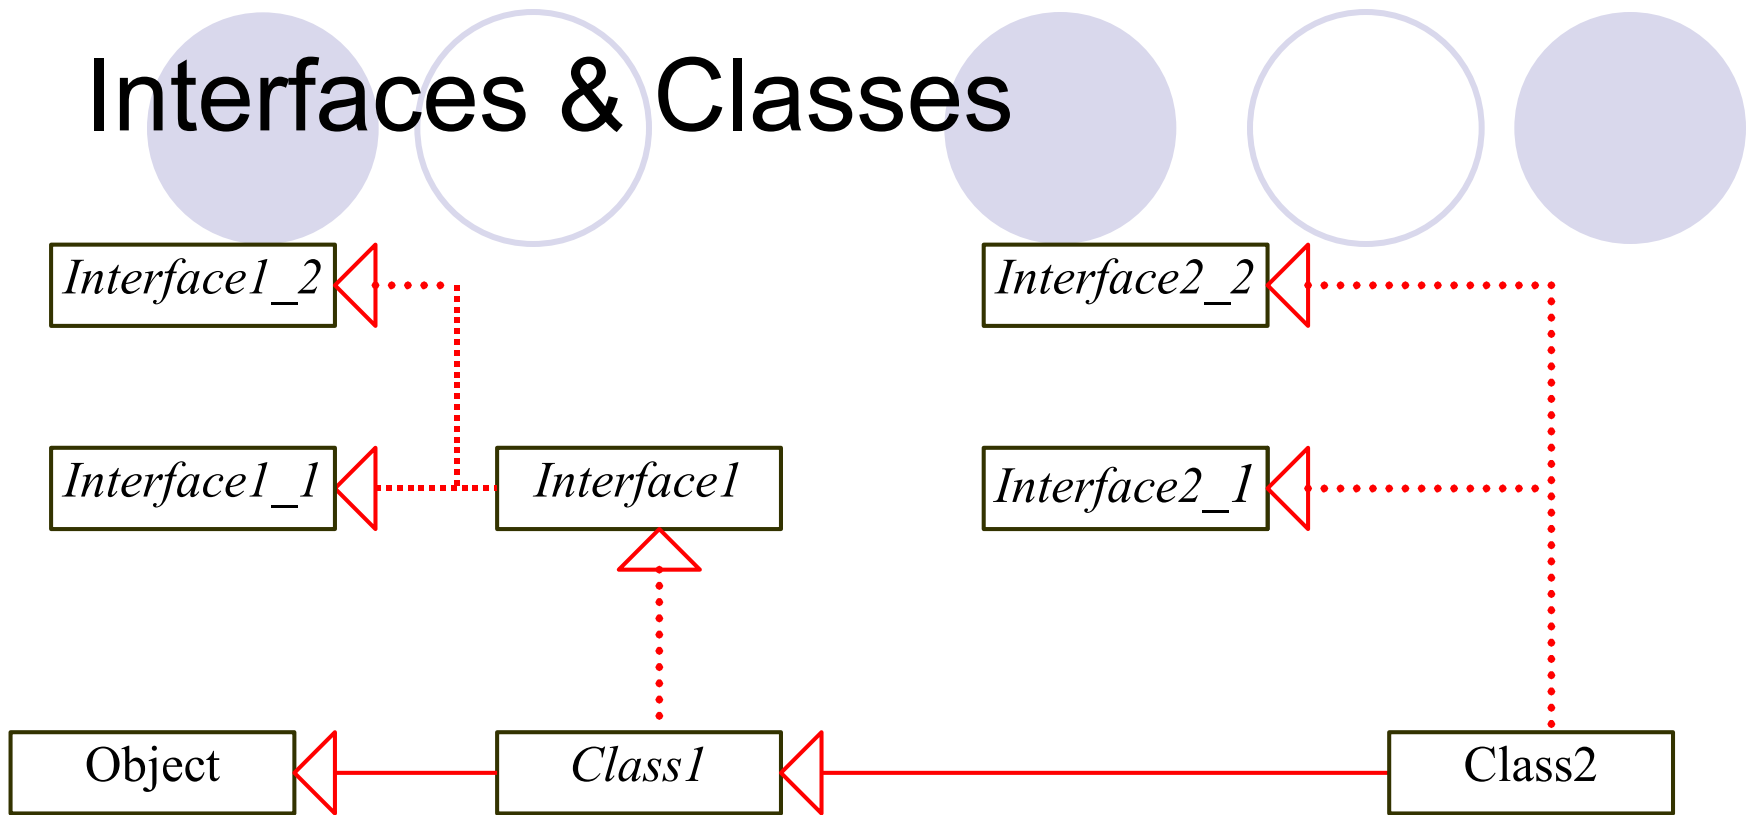 Interfaces & Classes
Interface1_2
Interface2_2
Interface1_1
Interface1
Interface2_1
Object
Class1
Class2